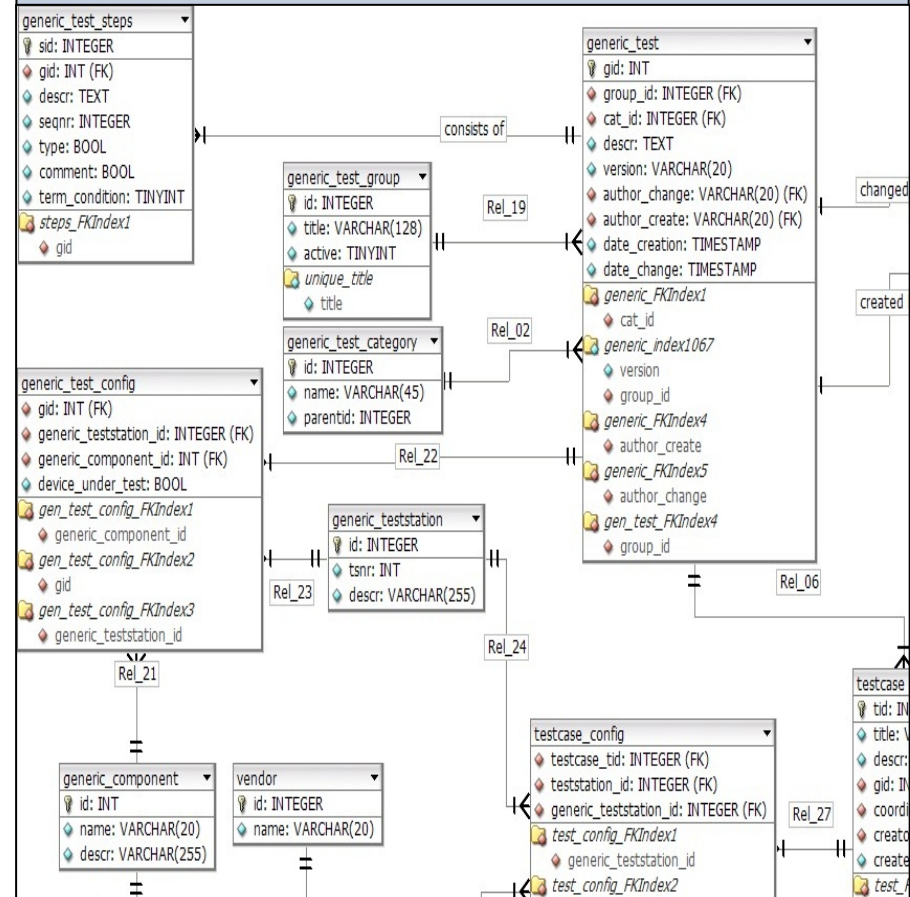 generic_test_steps
sid: INTEGER
gid: INT (FK)
descr: TEXT
seqnr: INTEGER
type: BOOL
comment: BOOL
term_condition: TINYINT
steps_FKIndex1
gid
consists of
generic_test
gid: INT
group_id: INTEGER (FK)
cat_id: INTEGER (FK)
descr: TEXT
version: VARCHAR(20)
author_change: VARCHAR(20) (FK)
author_create: VARCHAR(20) (FK)
date_creation: TIMESTAMP
date_change: TIMESTAMP
generic_FKIndex1
cat_id
generic_index1067
version
group_id
generic_FKIndex4
author_create
generic_FKIndex5
author_change
gen_test_FKIndex4
group_id
changed
created
generic_test_group
id: INTEGER
title: VARCHAR(128)
active: TINYINT
unique_title
title
Rel_19
generic_test_category
id: INTEGER
name: VARCHAR(45)
parentid: INTEGER
Rel_02
generic_test_config
gid: INT (FK)
generic_teststation_id: INTEGER (FK)
generic_component_id: INT (FK)
device_under_test: BOOL
gen_test_config_FKIndex1
generic_component_id
gen_test_config_FKIndex2
gid
gen_test_config_FKIndex3
generic_teststation_id
Rel_22
generic_teststation
id: INTEGER
tsnr: INT
descr: VARCHAR(255)
Rel_23
Rel_24
Rel_06
Rel_21
generic_component
id: INT
name: VARCHAR(20)
descr: VARCHAR(255)
vendor
id: INTEGER
name: VARCHAR(20)
testcase_config
testcase_tid: INTEGER (FK)
teststation_id: INTEGER (FK)
generic_teststation_id: INTEGER (FK)
test_config_FKIndex1
generic_teststation_id
test_config_FKIndex2
Rel_27
testcase
tid: IN
title: V
descr:
gid: IN
coordi
creato
create
test_F